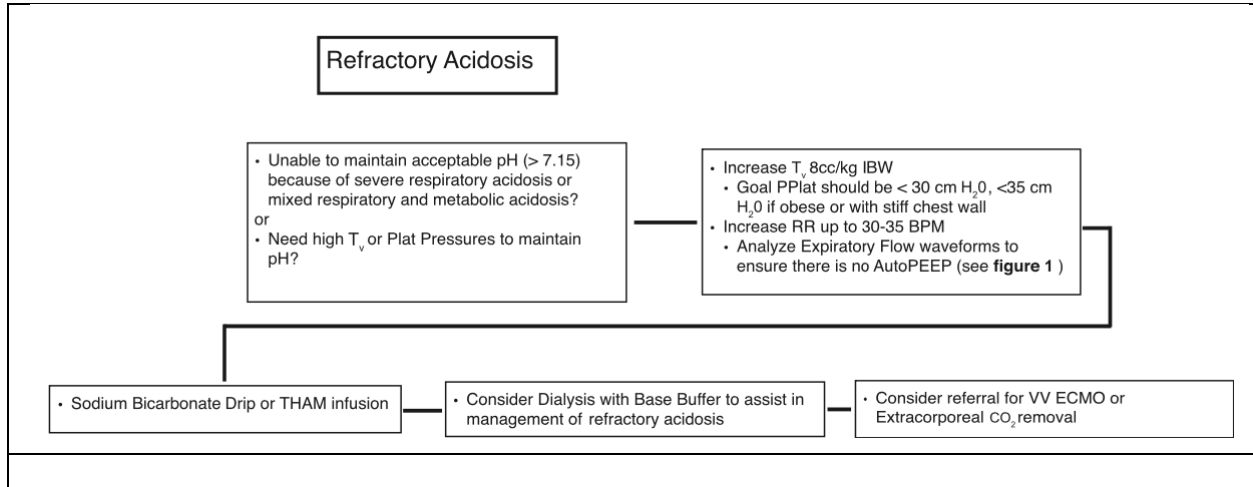 Refractory Acidosis
• Unable to maintain acceptable pH (> 7.15)
because of severe respiratory acidosis or
mixed respiratory and metabolic acidosis?
or
• Need high Tv or Plat Pressures to maintain
pH?
• Increase Tv 8cc/kg IBW
• Goal PPlat should be < 30 cm H20, <35 cm
H20 if obese or with stiff chest wall
• Increase RR up to 30-35 BPM
• Analyze Expiratory Flow waveforms to
ensure there is no AutoPEEP (see figure 1 )
• Sodium Bicarbonate Drip or THAM infusion
• Consider Dialysis with Base Buffer to assist in
management of refractory acidosis
• Consider referral for VV ECMO or
Extracorporeal CO2 removal